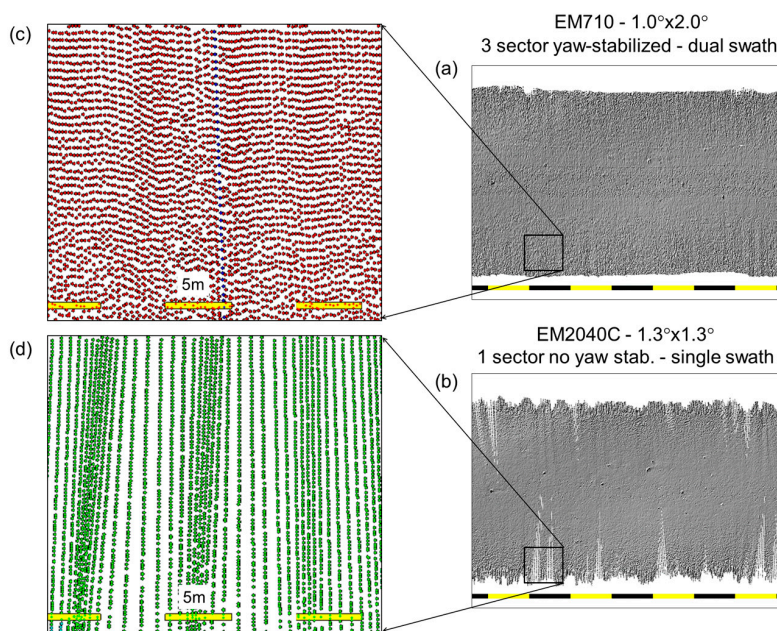 (c)
EM710 - 1.0°x2.0°
3 sector yaw-stabilized - dual swath
(a)
5m
(d)
EM2040C - 1.3°x1.3°
1 sector no yaw stab. - single swath
(b)
5m